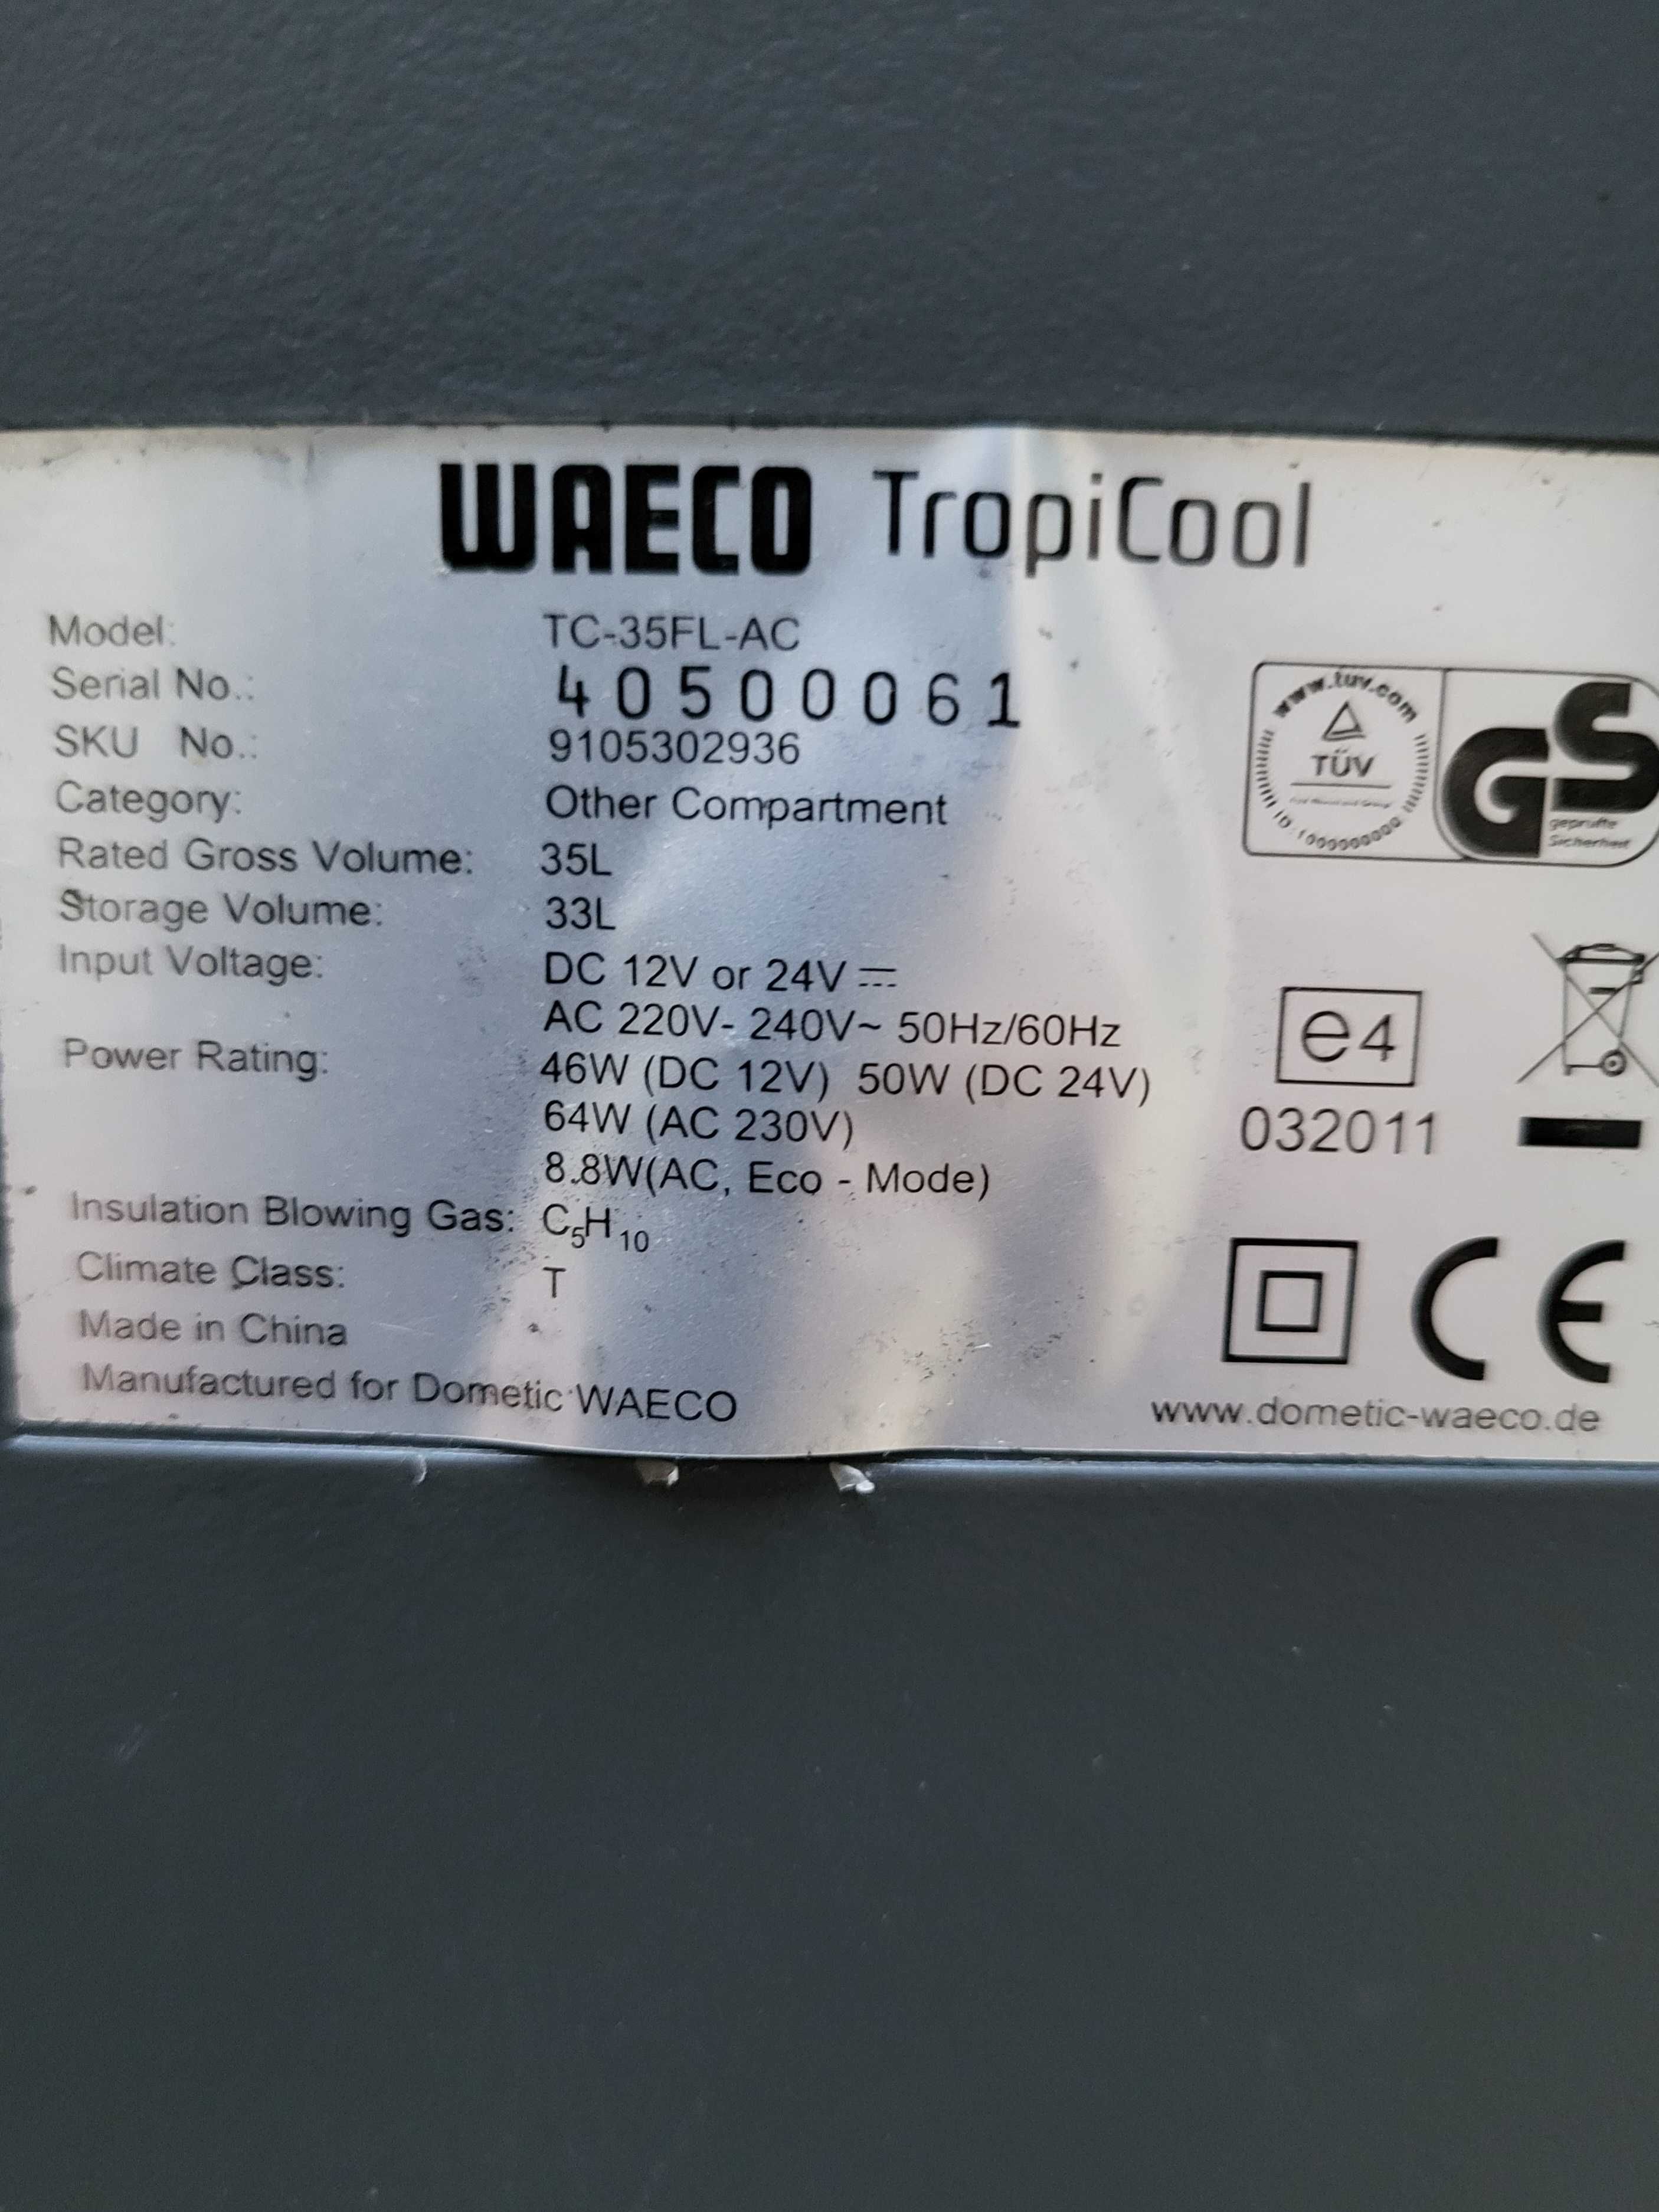 WAECO TropiCool
Model: TC-35FL-AC
Serial No.: 40500061
SKU No.: 9105302936
Category: Other Compartment
Rated Gross Volume: 35L
Storage Volume: 33L
Input Voltage: DC 12V or 24V ⎓
AC 220V- 240V~ 50Hz/60Hz
Power Rating: 46W (DC 12V) 50W (DC 24V)
64W (AC 230V)
8.8W(AC, Eco - Mode)
Insulation Blowing Gas: C₅H₁₀
Climate Class: T
Made in China
Manufactured for Dometic WAECO
www.tuv.com
TÜV
ID: 1000000000
GS
geprüfte
Sicherheit
e4
032011
CE
www.dometic-waeco.de